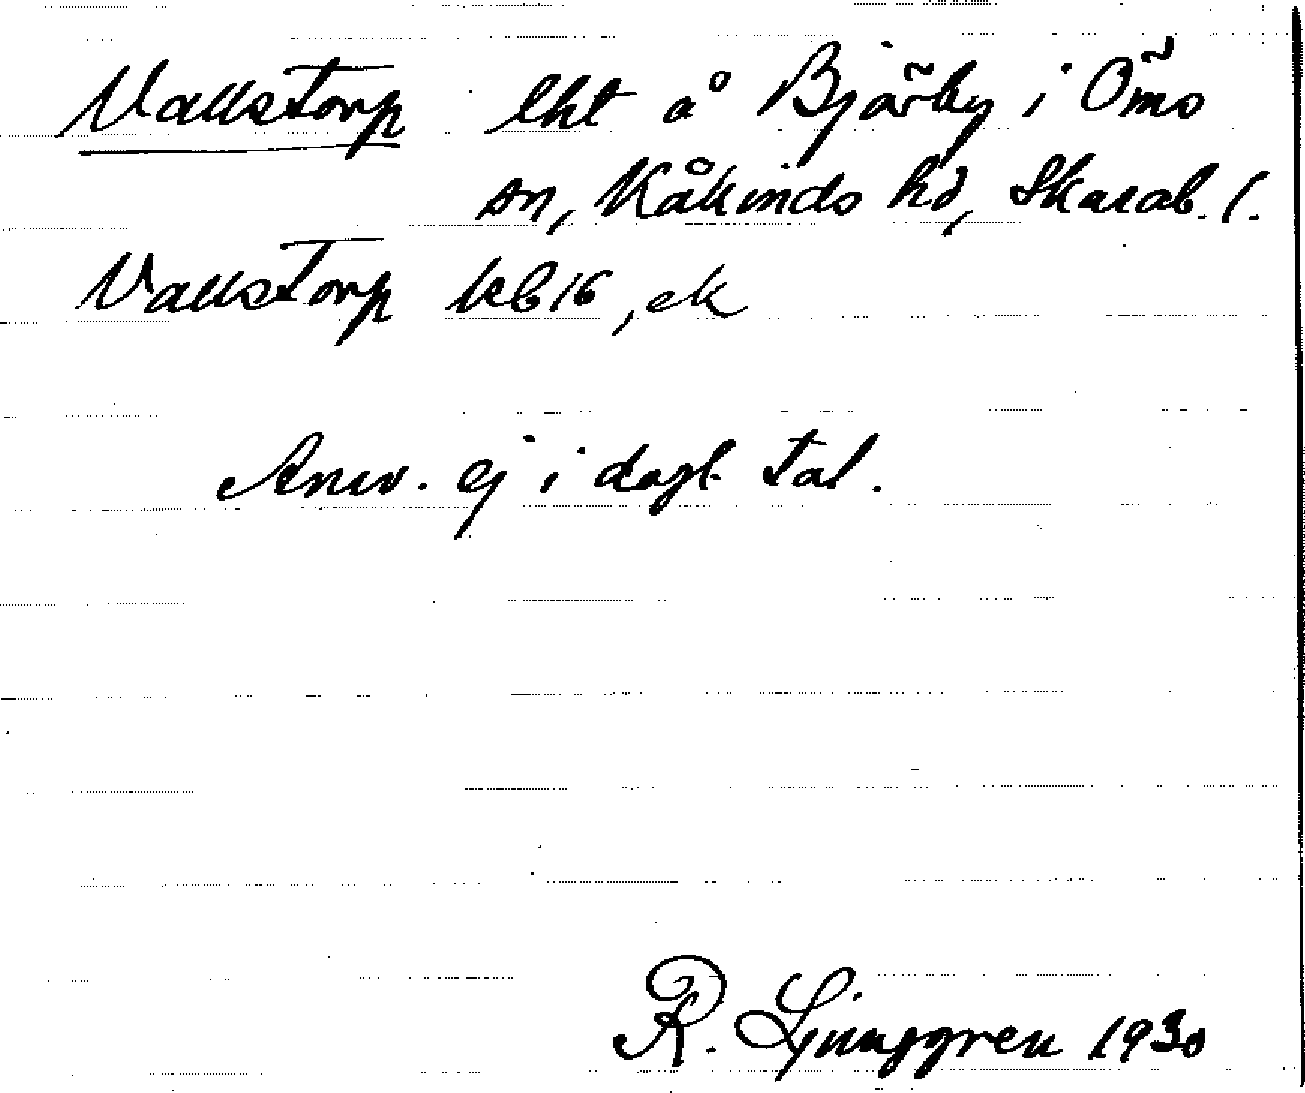 Vallstorp lht å Bjärby i Ömo
sn, Kåkinds hd, Skarab. l.
Vallstorp kb16, ek
Anv. ej i dagl. tal.
R. Ljunggren 1930